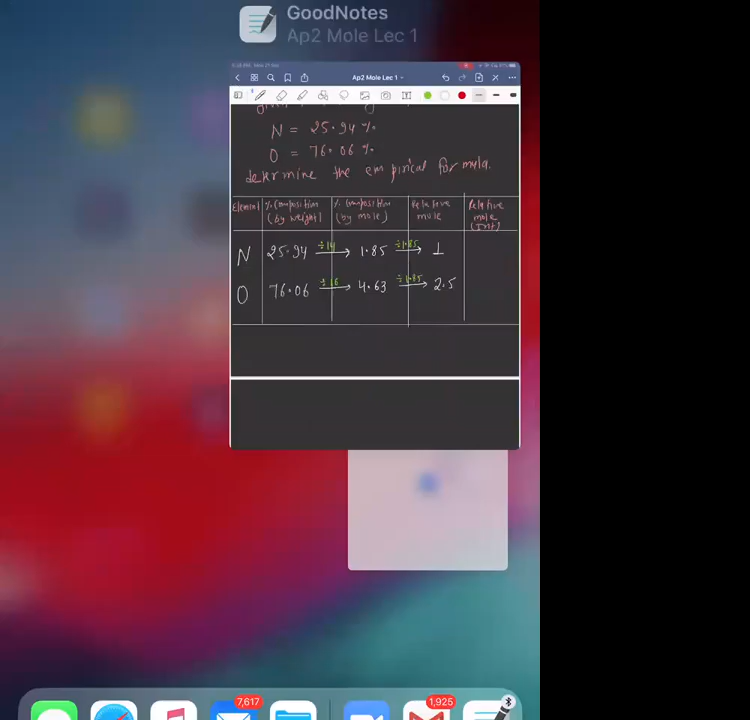 GoodNotes
Ap2 Mole Lec 1
Ap2 Mole Lec 1
N = 25.94 %
O = 76.06 %
determine the empirical formula.
Element
% composition (by weight)
% composition (by mole)
Relative mole
Relative mole (Int)
N 25.94 ÷14 → 1.85 ÷1.85 → 1
O 76.06 ÷16 → 4.63 ÷1.85 → 2.5
7,617
1,925